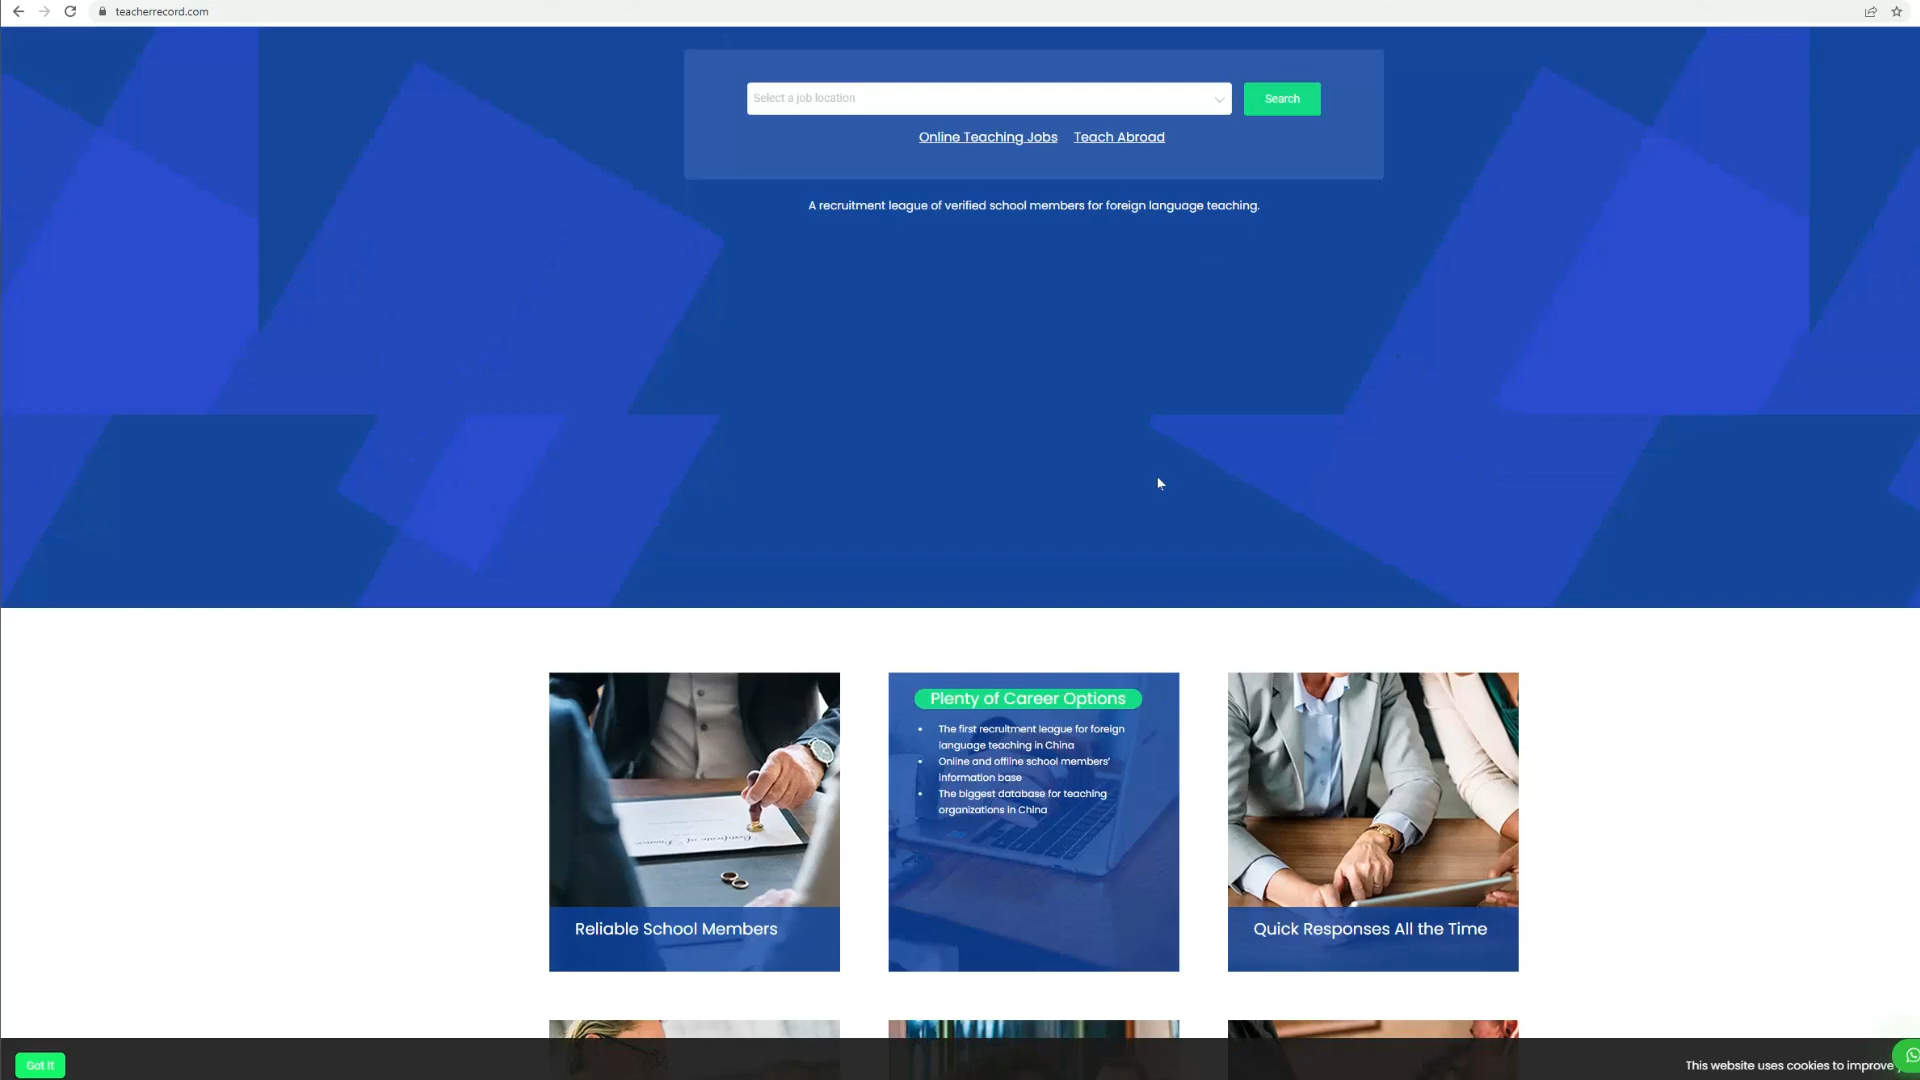 teacherrecord.com
Select a job location
Search
Online Teaching Jobs Teach Abroad
A recruitment league of verified school members for foreign language teaching.
Plenty of Career Options
The first recruitment league for foreign
language teaching in China
Online and offline school members'
information base
The biggest database for teaching
organizations in China
Reliable School Members
Quick Responses All the Time
Got It
This website uses cookies to improve